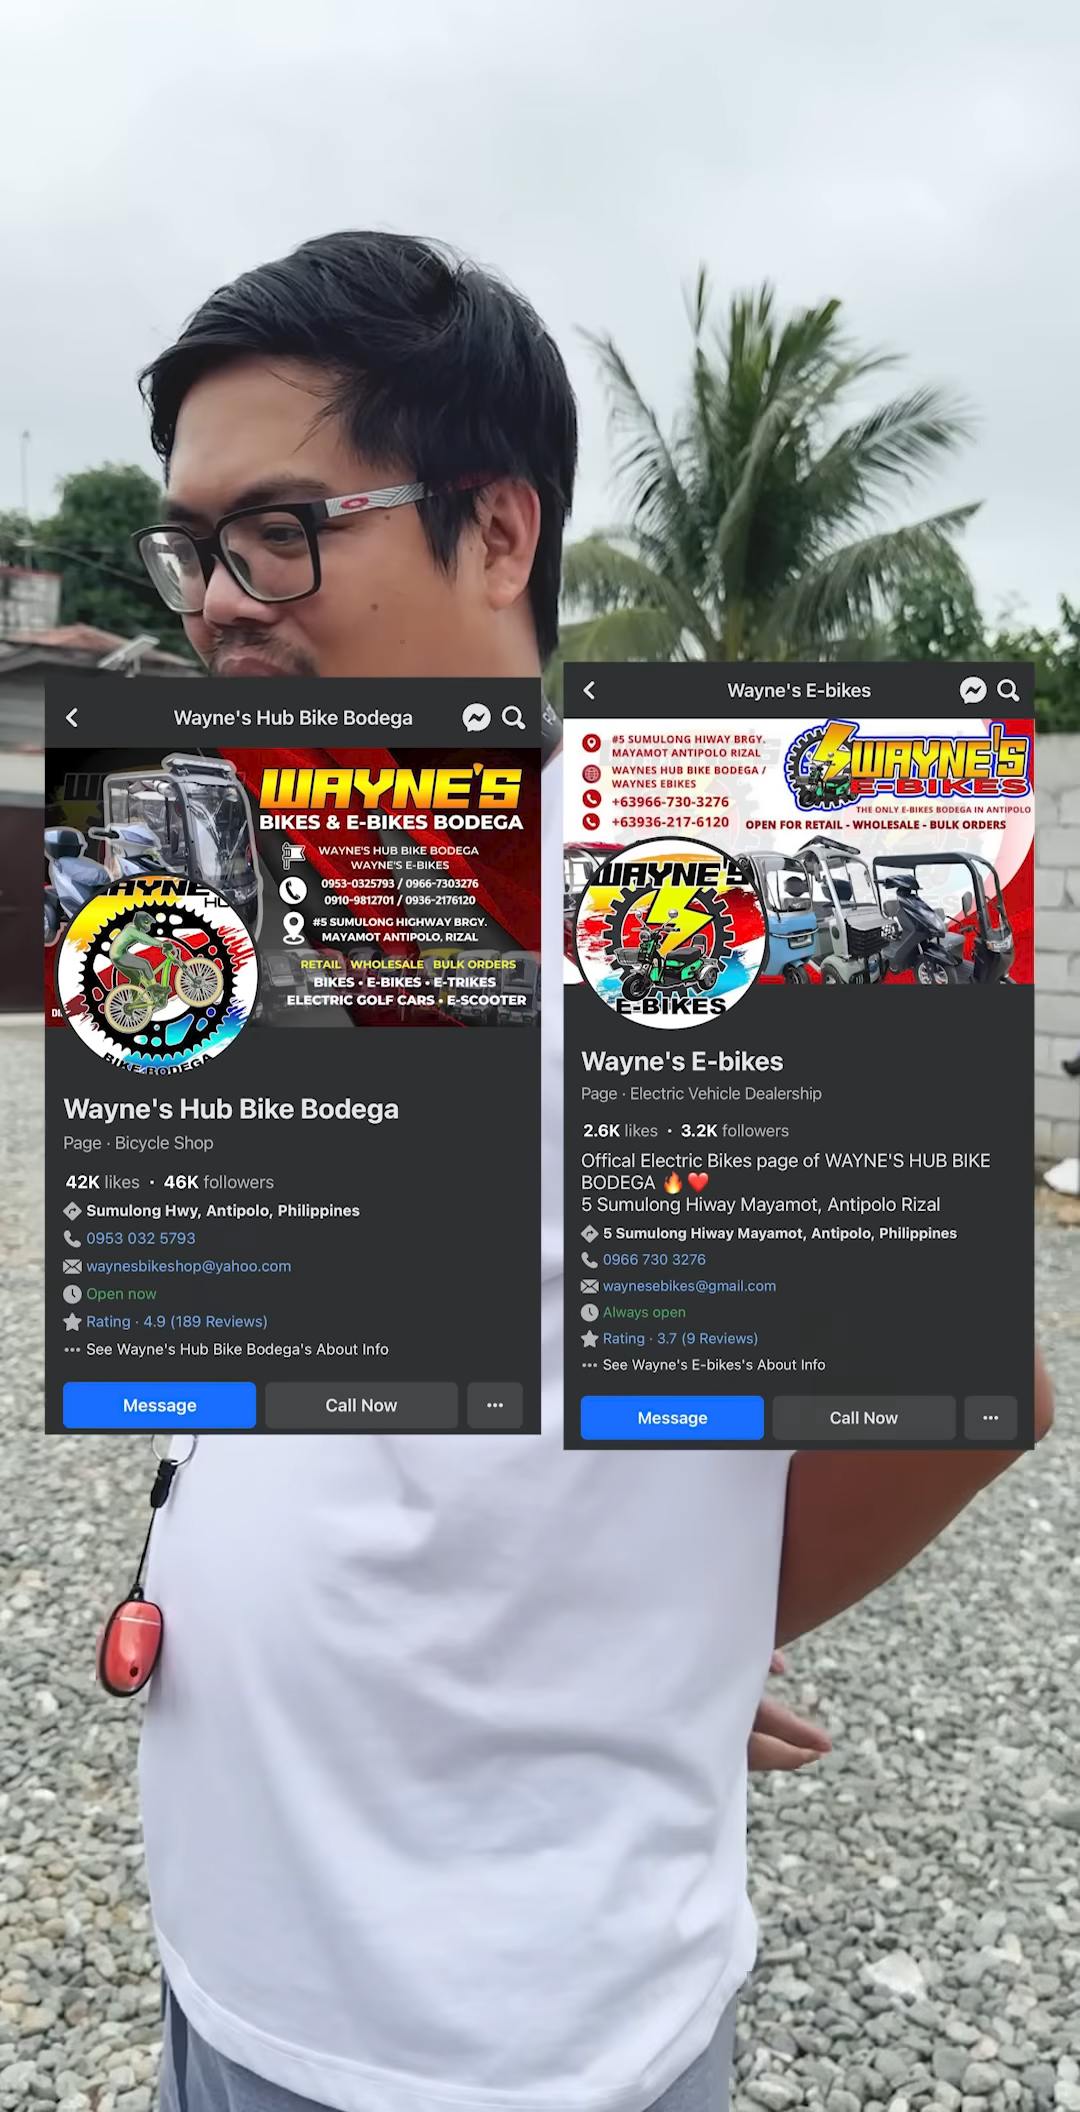 Wayne's Hub Bike Bodega
WAYNE'S
BIKES & E-BIKES BODEGA
WAYNE'S HUB BIKE BODEGA
WAYNE'S E-BIKES
0953-0325793 / 0966-7303276
0910-9812701 / 0936-2176120
#5 SUMULONG HIGHWAY BRGY.
MAYAMOT ANTIPOLO, RIZAL
RETAIL WHOLESALE BULK ORDERS
BIKES • E-BIKES • E-TRIKES
ELECTRIC GOLF CARS • E-SCOOTER
WAYNE
HU
BIKE BODEGA
Wayne's Hub Bike Bodega
Page · Bicycle Shop
42K likes · 46K followers
Sumulong Hwy, Antipolo, Philippines
0953 032 5793
waynesbikeshop@yahoo.com
Open now
Rating · 4.9 (189 Reviews)
See Wayne's Hub Bike Bodega's About Info
Message
Call Now
Wayne's E-bikes
#5 SUMULONG HIWAY BRGY.
MAYAMOT ANTIPOLO RIZAL
WAYNES HUB BIKE BODEGA /
WAYNES EBIKES
+63966-730-3276
+63936-217-6120
WAYNE'S
E-BIKES
THE ONLY E-BIKES BODEGA IN ANTIPOLO
OPEN FOR RETAIL - WHOLESALE - BULK ORDERS
WAYNE'S
E-BIKES
Wayne's E-bikes
Page · Electric Vehicle Dealership
2.6K likes · 3.2K followers
Offical Electric Bikes page of WAYNE'S HUB BIKE
BODEGA 🔥❤️
5 Sumulong Hiway Mayamot, Antipolo Rizal
5 Sumulong Hiway Mayamot, Antipolo, Philippines
0966 730 3276
waynesebikes@gmail.com
Always open
Rating · 3.7 (9 Reviews)
See Wayne's E-bikes's About Info
Message
Call Now